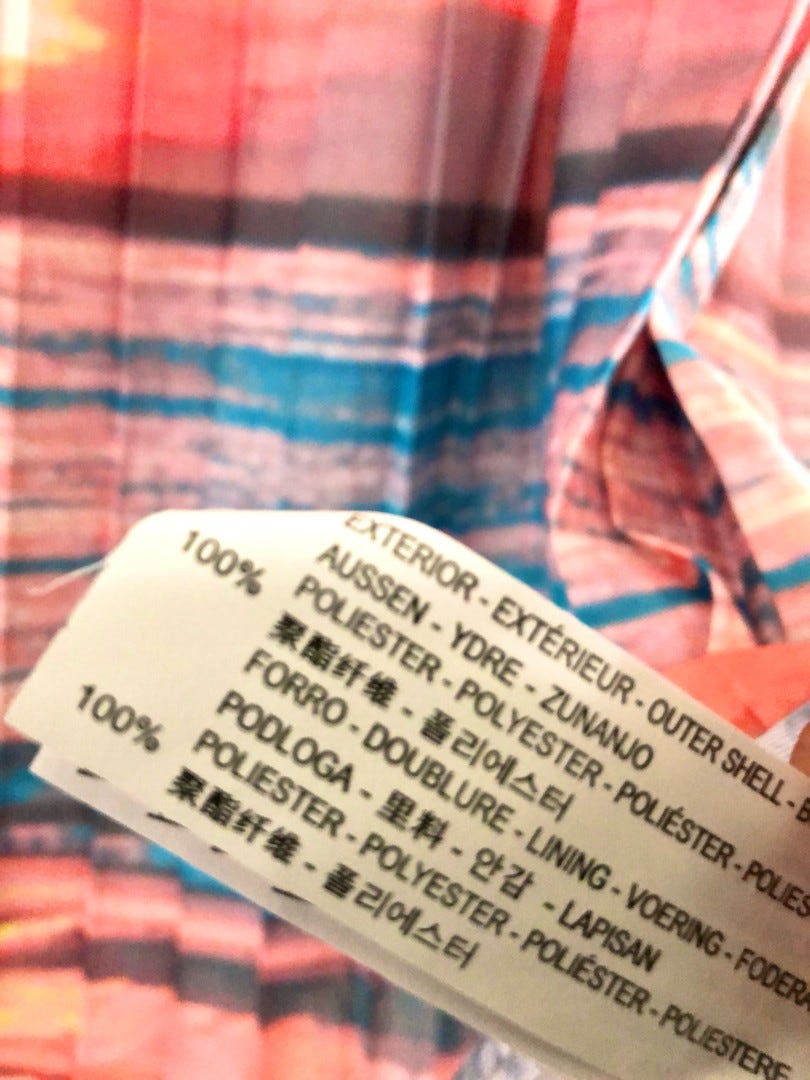 EXTERIOR - EXTÉRIEUR - OUTER SHELL -
AUSSEN - YDRE - ZUNANJO
100% POLIESTER - POLYESTER - POLIÉSTER -
聚酯纤维 - 폴리에스터
FORRO - DOUBLURE - LINING - VOERING -
PODLOGA - 里料 - 안감 - LAPISAN
100% POLIESTER - POLYESTER - POLIÉSTER - POLIESTERE
聚酯纤维 - 폴리에스터